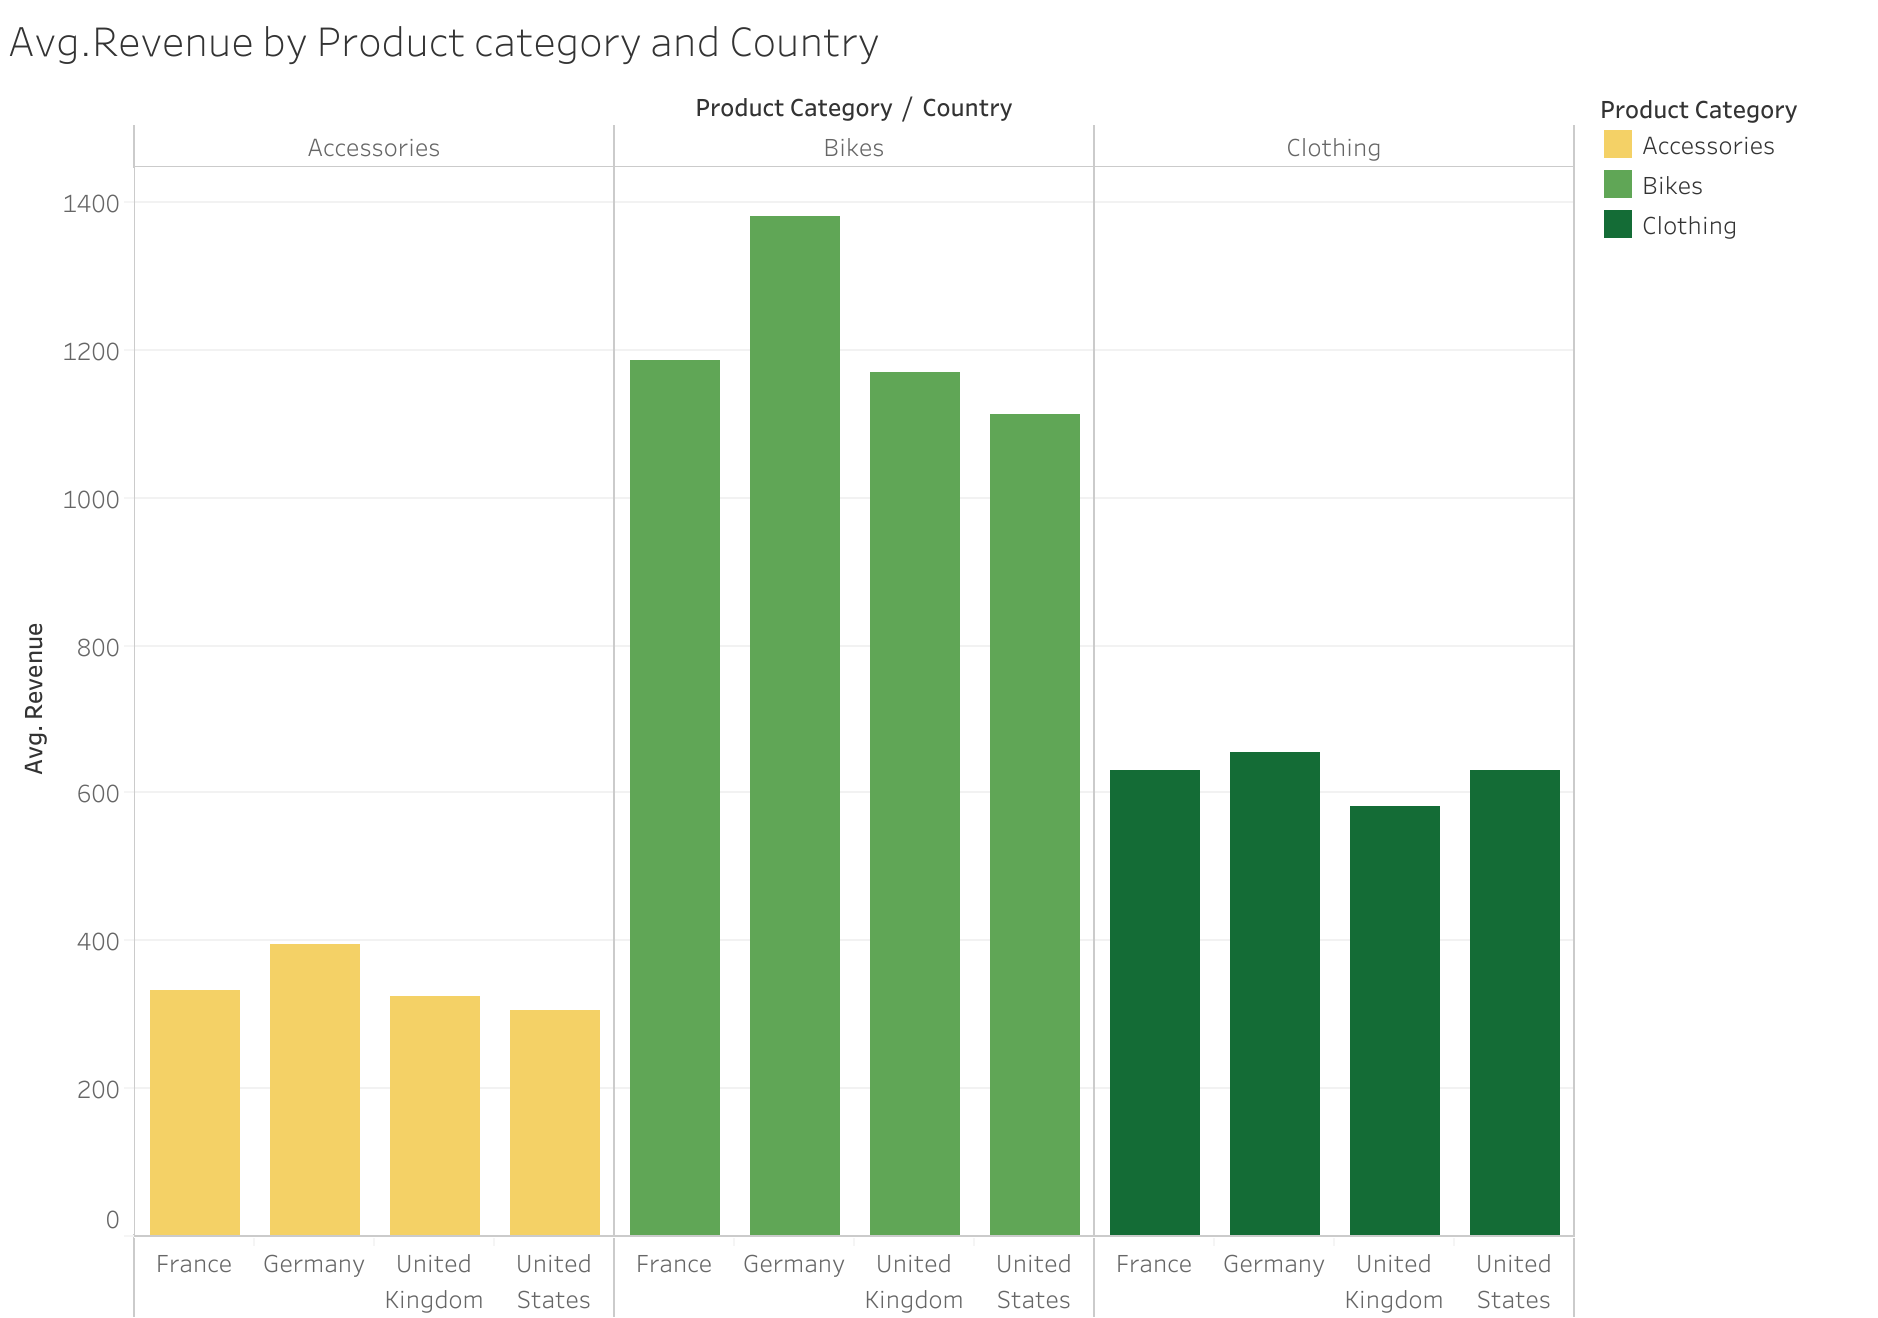 Avg.Revenue by Product category and Country
Product Category / Country
Product Category
Accessories
Bikes
Clothing
Accessories
Bikes
Clothing
1400
1200
1000
800
600
400
200
0
Avg. Revenue
France
Germany
United
Kingdom
United
States
France
Germany
United
Kingdom
United
States
France
Germany
United
Kingdom
United
States